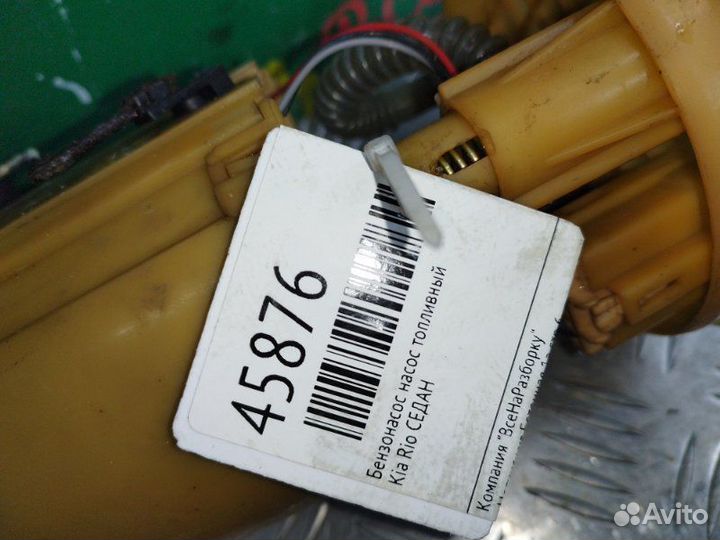 45876
Бензонасос насос топливный
Kia Rio СЕДАН
Компания "ВсеНаРазборку"
Avito